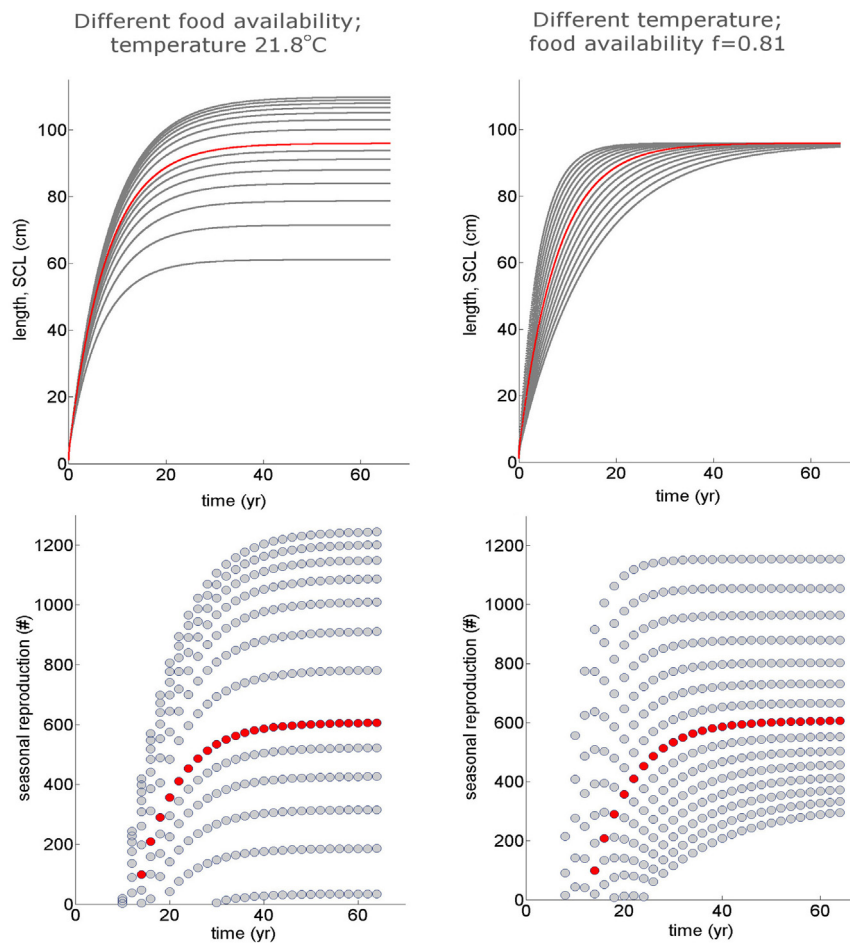 Different food availability;
temperature 21.8°C
Different temperature;
food availability f=0.81
length, SCL (cm)
100
80
60
40
20
0
0 20 40 60
time (yr)
length, SCL (cm)
100
80
60
40
20
0
0 20 40 60
time (yr)
seasonal reproduction (#)
1200
1000
800
600
400
200
0
0 20 40 60
time (yr)
seasonal reproduction (#)
1200
1000
800
600
400
200
0
0 20 40 60
time (yr)